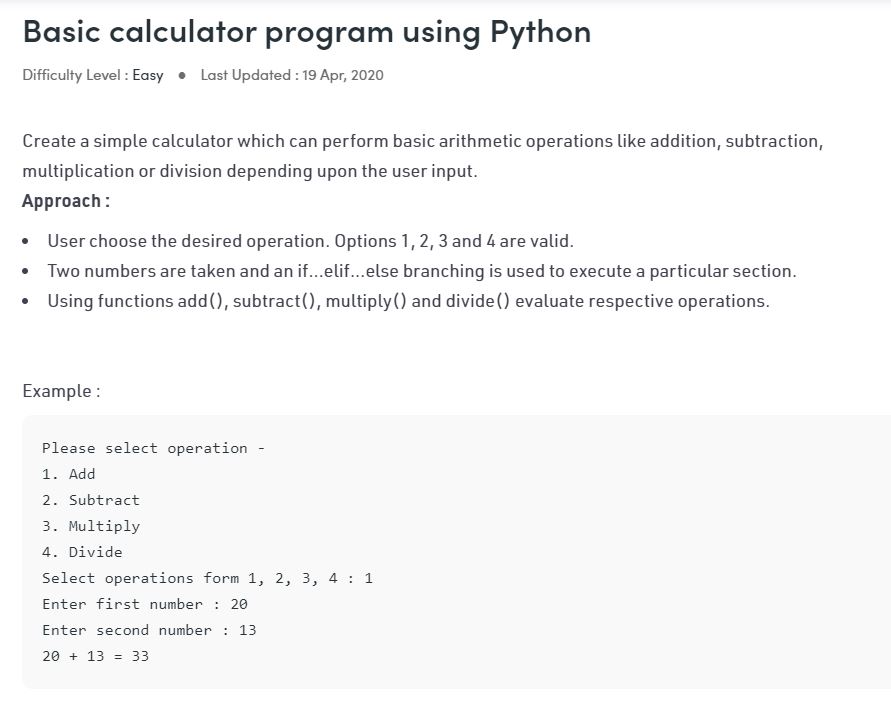 Basic calculator program using Python
Difficulty Level : Easy ● Last Updated : 19 Apr, 2020
Create a simple calculator which can perform basic arithmetic operations like addition, subtraction,
multiplication or division depending upon the user input.
Approach :
• User choose the desired operation. Options 1, 2, 3 and 4 are valid.
• Two numbers are taken and an if…elif…else branching is used to execute a particular section.
• Using functions add(), subtract(), multiply() and divide() evaluate respective operations.
Example :
Please select operation -
1. Add
2. Subtract
3. Multiply
4. Divide
Select operations form 1, 2, 3, 4 : 1
Enter first number : 20
Enter second number : 13
20 + 13 = 33